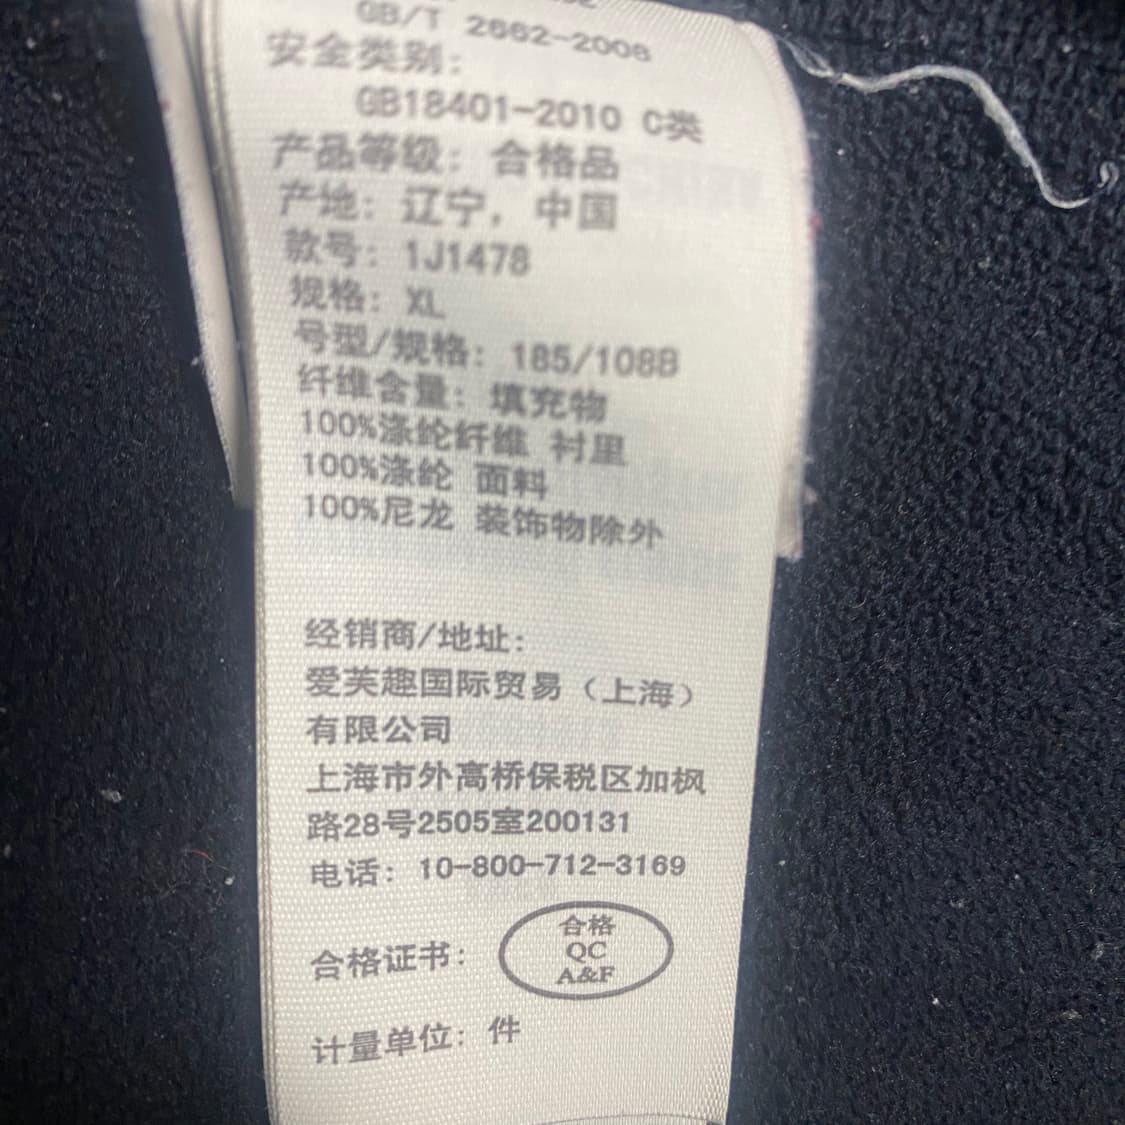 GB/T 2662-2008
安全类别:
GB18401-2010 C类
产品等级: 合格品
产地: 辽宁, 中国
款号: 1J1478
规格: XL
号型/规格: 185/108B
纤维含量: 填充物
100%涤纶纤维 衬里
100%涤纶 面料
100%尼龙 装饰物除外
经销商/地址:
爱芙趣国际贸易(上海)
有限公司
上海市外高桥保税区加枫
路28号2505室200131
电话: 10-800-712-3169
合格证书:
合格
QC
A&F
计量单位: 件